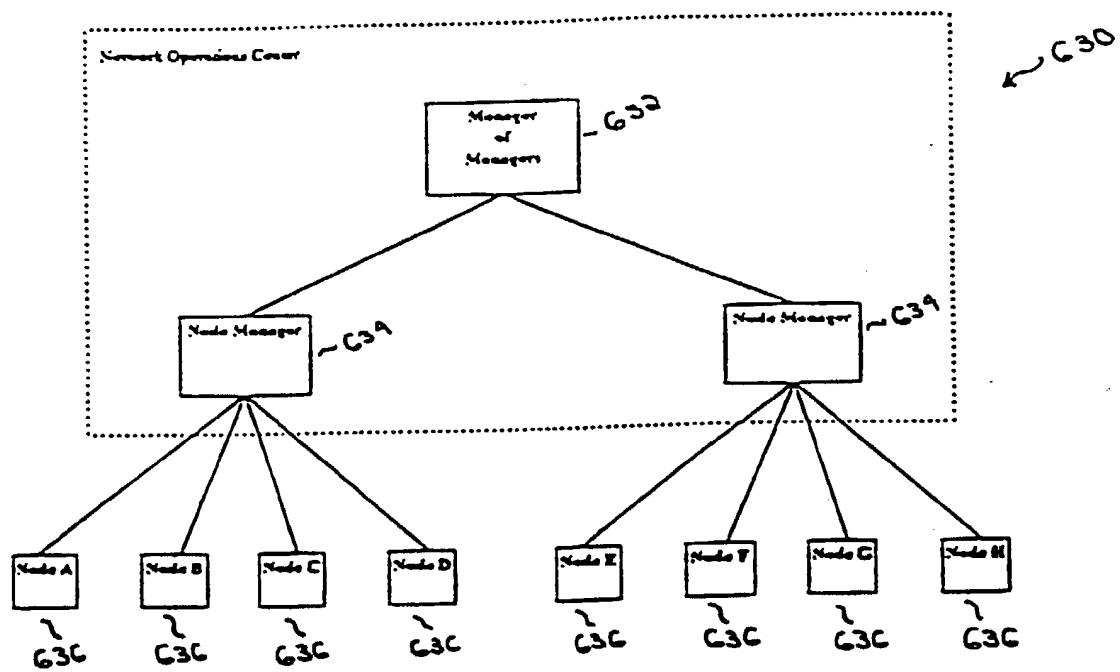 Network Operations Center
630
Manager
of
Managers
632
Node Manager
634
Node Manager
634
Node A
Node B
Node C
Node D
Node E
Node F
Node G
Node H
636
636
636
636
636
636
636
636